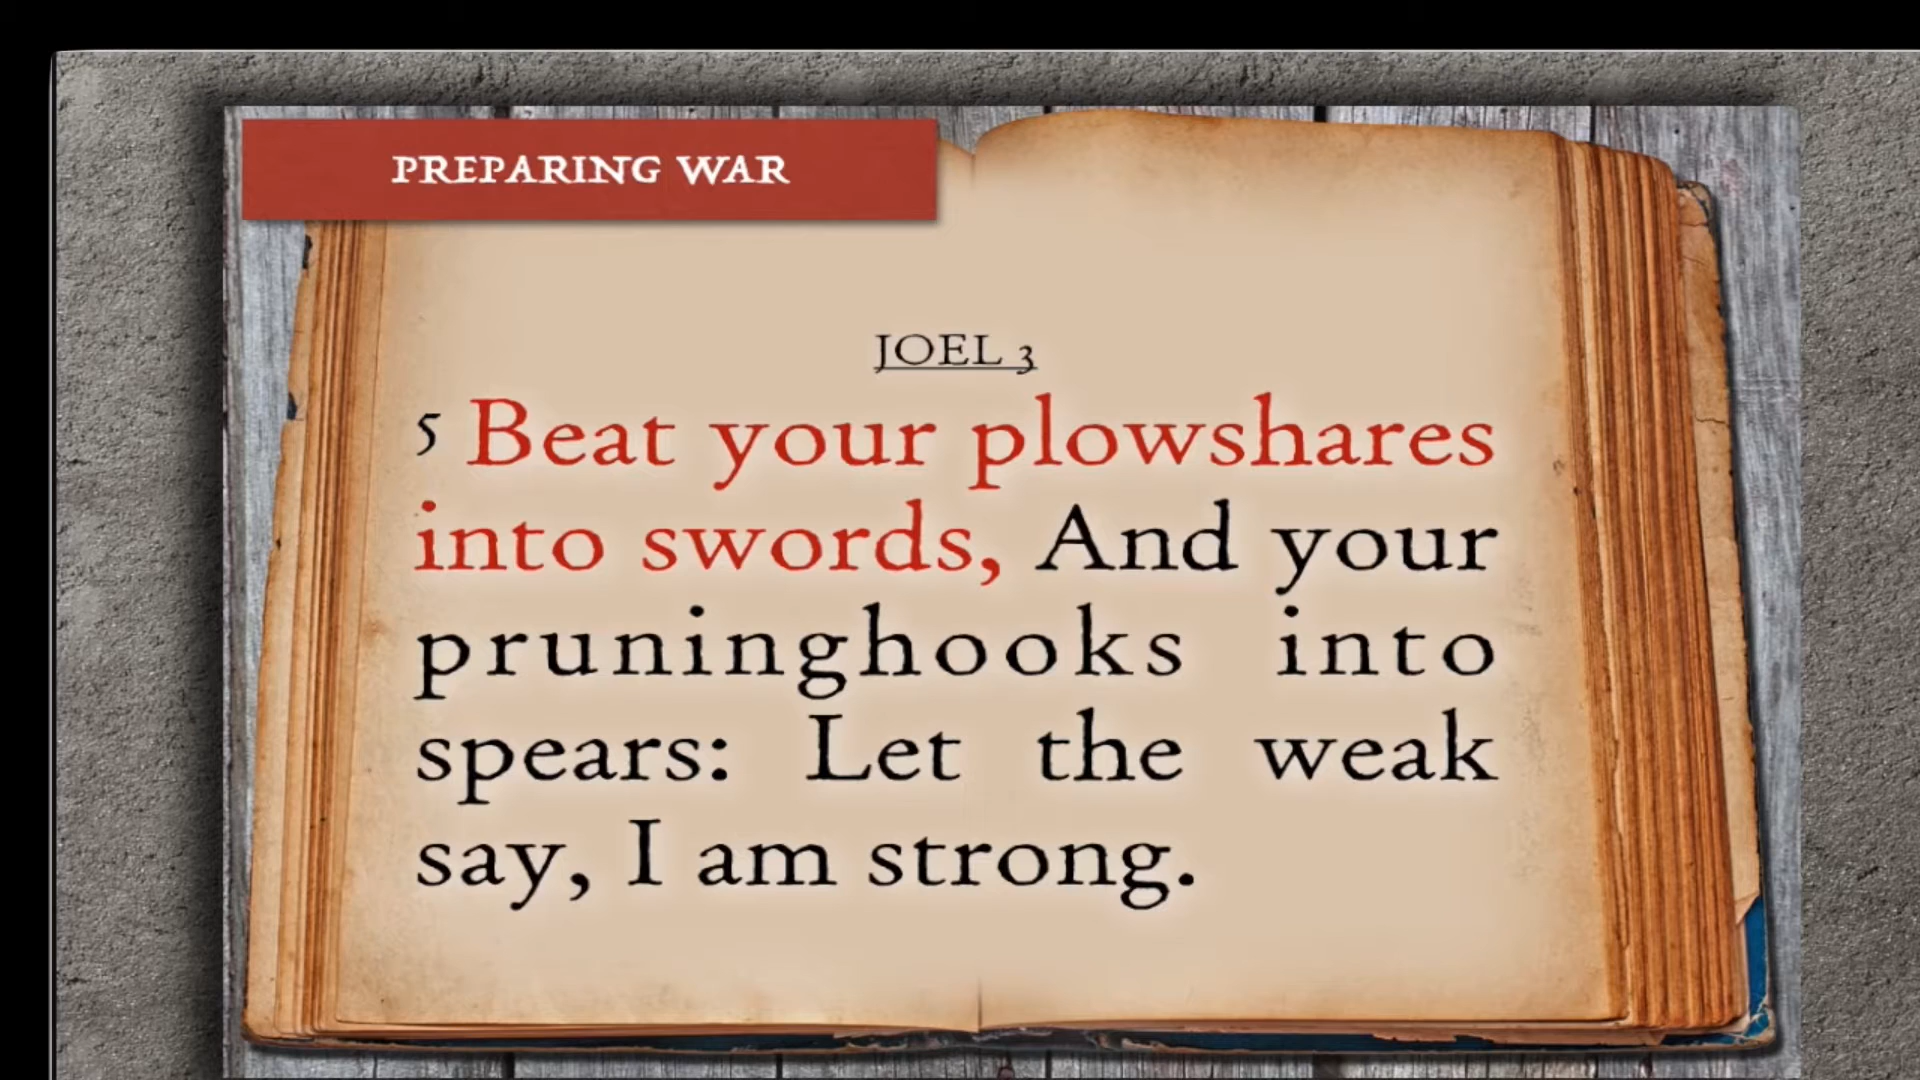 PREPARING WAR
JOEL 3
5 Beat your plowshares
into swords, And your
pruninghooks into
spears: Let the weak
say, I am strong.